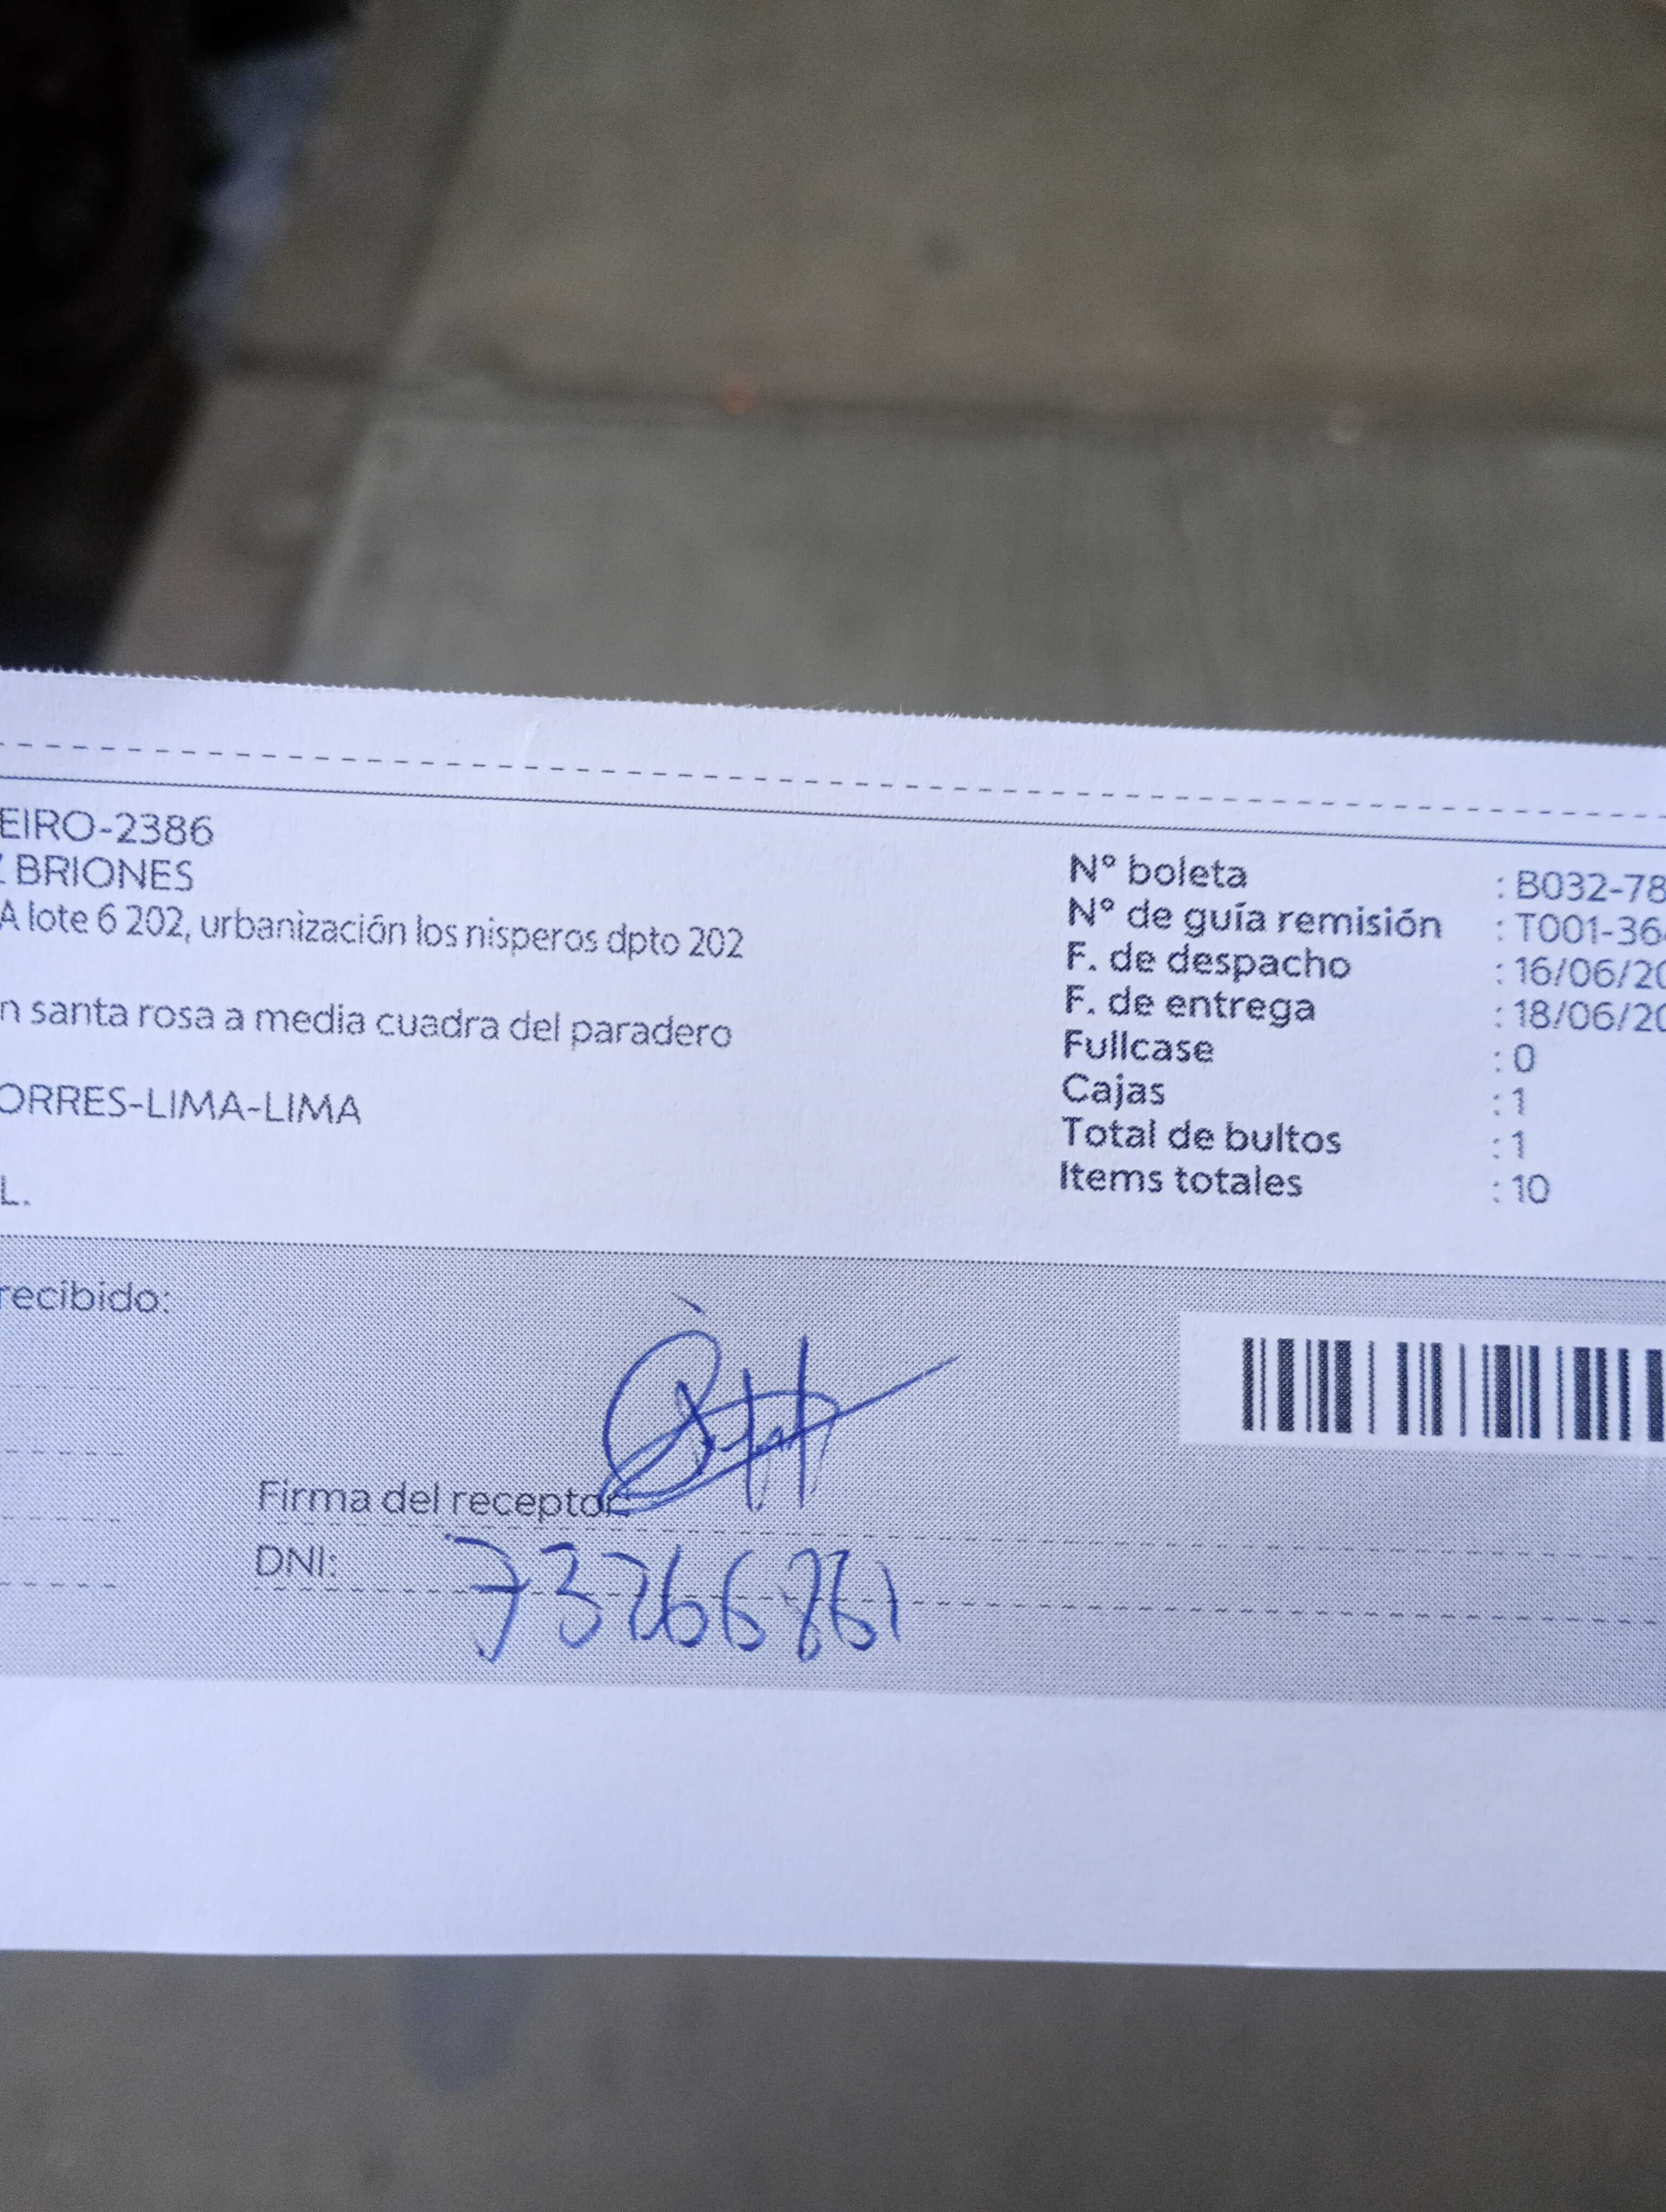 EIRO-2386
Z BRIONES
A lote 6 202, urbanización los nisperos dpto 202
n santa rosa a media cuadra del paradero
ORRES-LIMA-LIMA
L.
N° boleta : B032-78
N° de guía remisión : T001-36
F. de despacho : 16/06/20
F. de entrega : 18/06/20
Fullcase : 0
Cajas : 1
Total de bultos : 1
Items totales : 10
recibido:
Firma del receptor:
DNI: 73266861